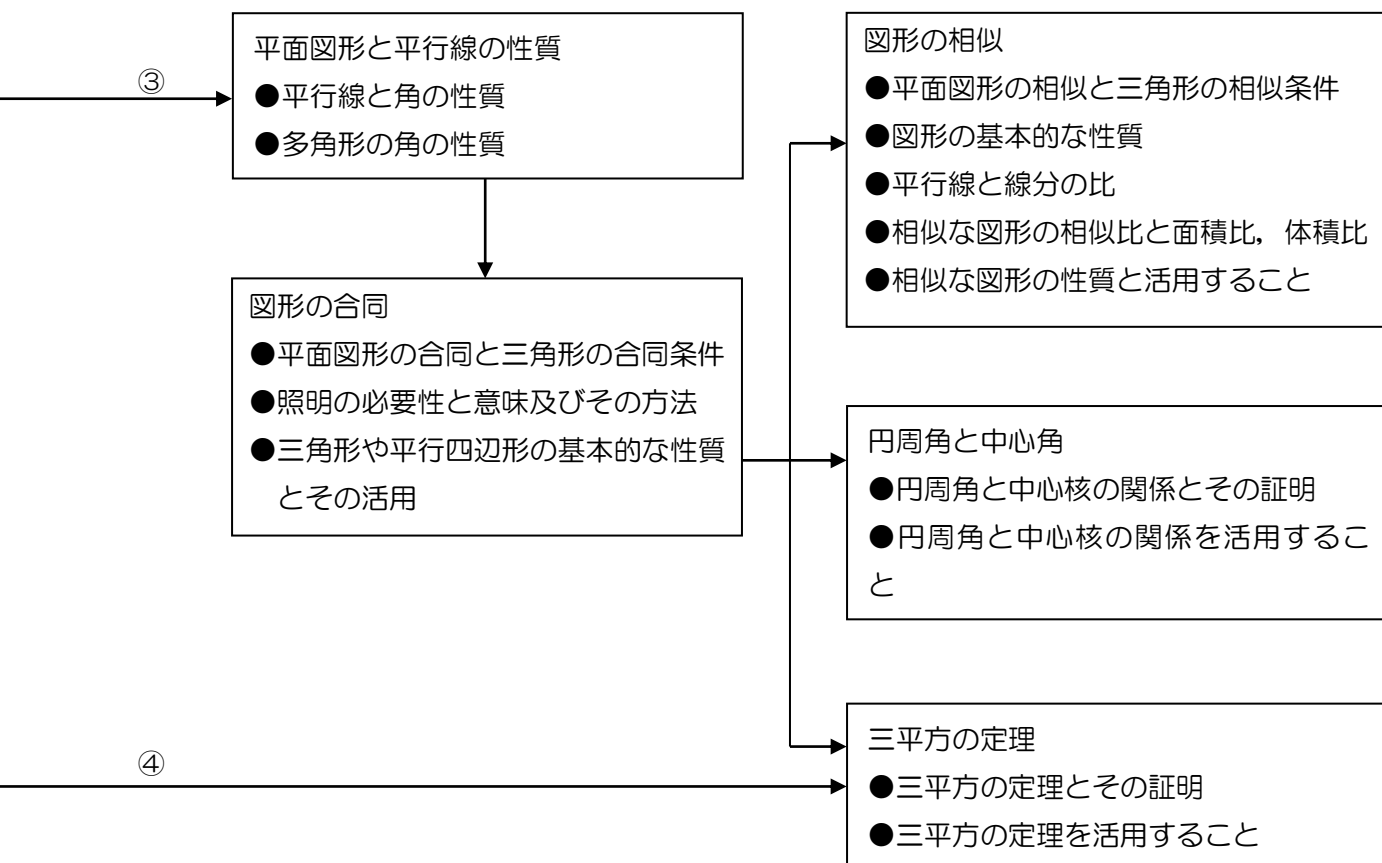 ③
平面図形と平行線の性質
●平行線と角の性質
●多角形の角の性質
図形の合同
●平面図形の合同と三角形の合同条件
●照明の必要性と意味及びその方法
●三角形や平行四辺形の基本的な性質
とその活用
図形の相似
●平面図形の相似と三角形の相似条件
●図形の基本的な性質
●平行線と線分の比
●相似な図形の相似比と面積比，体積比
●相似な図形の性質と活用すること
円周角と中心角
●円周角と中心核の関係とその証明
●円周角と中心核の関係を活用するこ
と
④
三平方の定理
●三平方の定理とその証明
●三平方の定理を活用すること